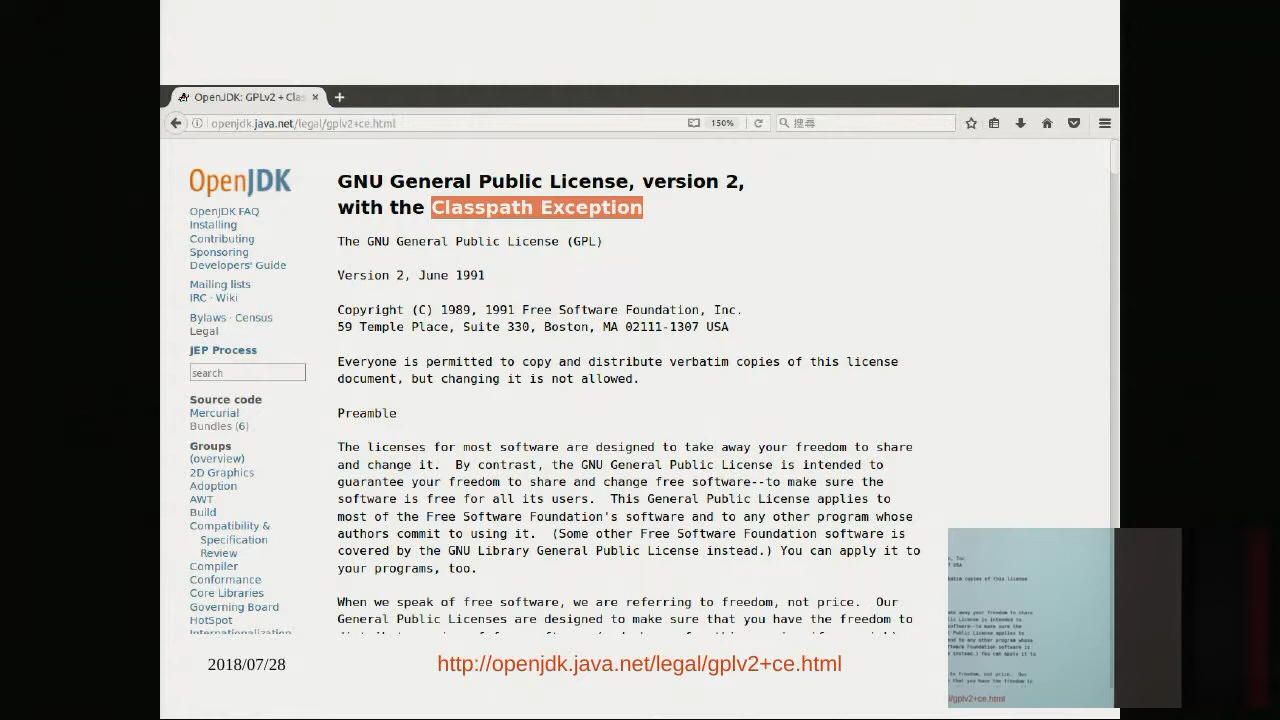 OpenJDK: GPLv2 + Clas
openjdk.java.net/legal/gplv2+ce.html
150%
搜尋
OpenJDK
OpenJDK FAQ
Installing
Contributing
Sponsoring
Developers' Guide
Mailing lists
IRC · Wiki
Bylaws · Census
Legal
JEP Process
search
Source code
Mercurial
Bundles (6)
Groups
(overview)
2D Graphics
Adoption
AWT
Build
Compatibility &
Specification
Review
Compiler
Conformance
Core Libraries
Governing Board
HotSpot
Internationalization
GNU General Public License, version 2,
with the Classpath Exception
The GNU General Public License (GPL)
Version 2, June 1991
Copyright (C) 1989, 1991 Free Software Foundation, Inc.
59 Temple Place, Suite 330, Boston, MA 02111-1307 USA
Everyone is permitted to copy and distribute verbatim copies of this license
document, but changing it is not allowed.
Preamble
The licenses for most software are designed to take away your freedom to share
and change it.  By contrast, the GNU General Public License is intended to
guarantee your freedom to share and change free software--to make sure the
software is free for all its users.  This General Public License applies to
most of the Free Software Foundation's software and to any other program whose
authors commit to using it.  (Some other Free Software Foundation software is
covered by the GNU Library General Public License instead.) You can apply it to
your programs, too.
When we speak of free software, we are referring to freedom, not price.  Our
General Public Licenses are designed to make sure that you have the freedom to
2018/07/28
http://openjdk.java.net/legal/gplv2+ce.html